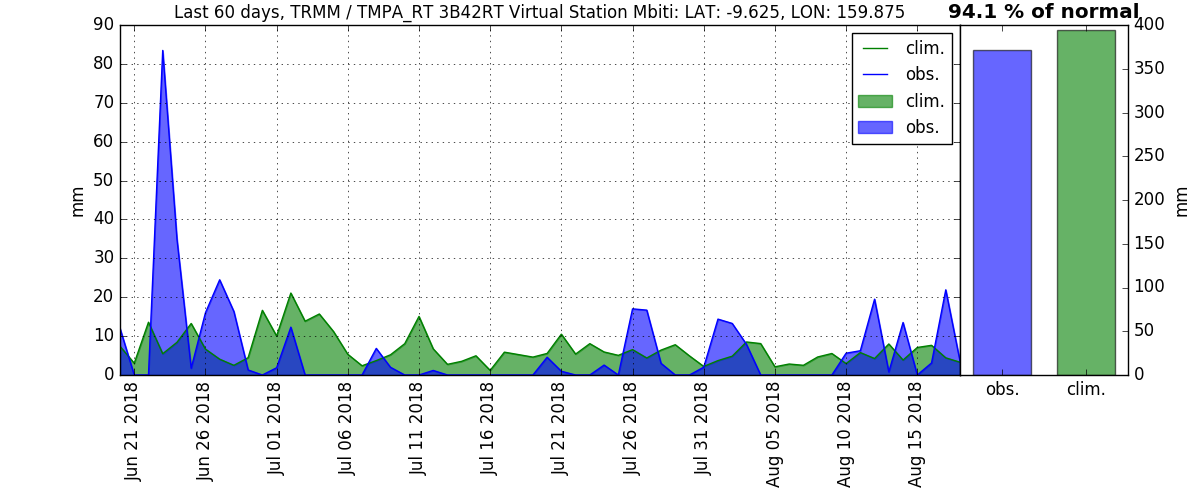 Last 60 days, TRMM / TMPA_RT 3B42RT Virtual Station Mbiti: LAT: -9.625, LON: 159.875
94.1 % of normal
90
80
70
60
50
40
30
20
10
0
mm
clim.
obs.
clim.
obs.
Jun 21 2018
Jun 26 2018
Jul 01 2018
Jul 06 2018
Jul 11 2018
Jul 16 2018
Jul 21 2018
Jul 26 2018
Jul 31 2018
Aug 05 2018
Aug 10 2018
Aug 15 2018
400
350
300
250
200
150
100
50
0
mm
obs.
clim.